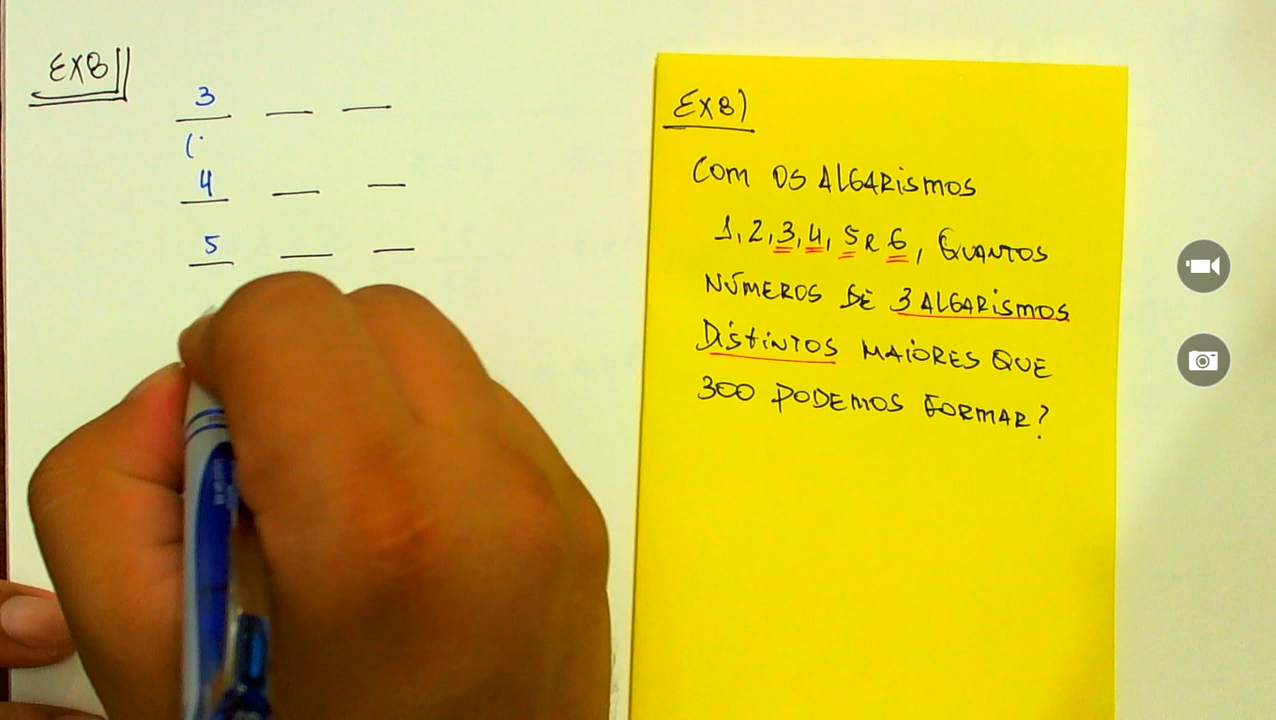 EX8
3 __ __
(
4 __ __
5 __ __
EX8)
COM OS ALGARISMOS
1, 2, 3, 4, 5 e 6, QUANTOS
NÚMEROS DE 3 ALGARISMOS
DISTINTOS MAIORES QUE
300 PODEMOS FORMAR?